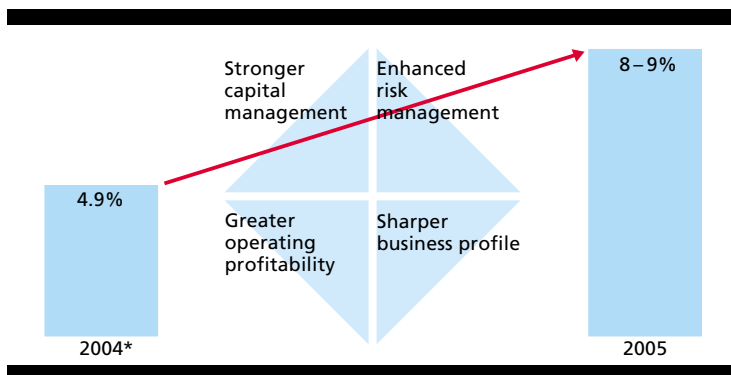 Stronger
capital
management
Enhanced
risk
management
8–9%
4.9%
Greater
operating
profitability
Sharper
business profile
2004*
2005